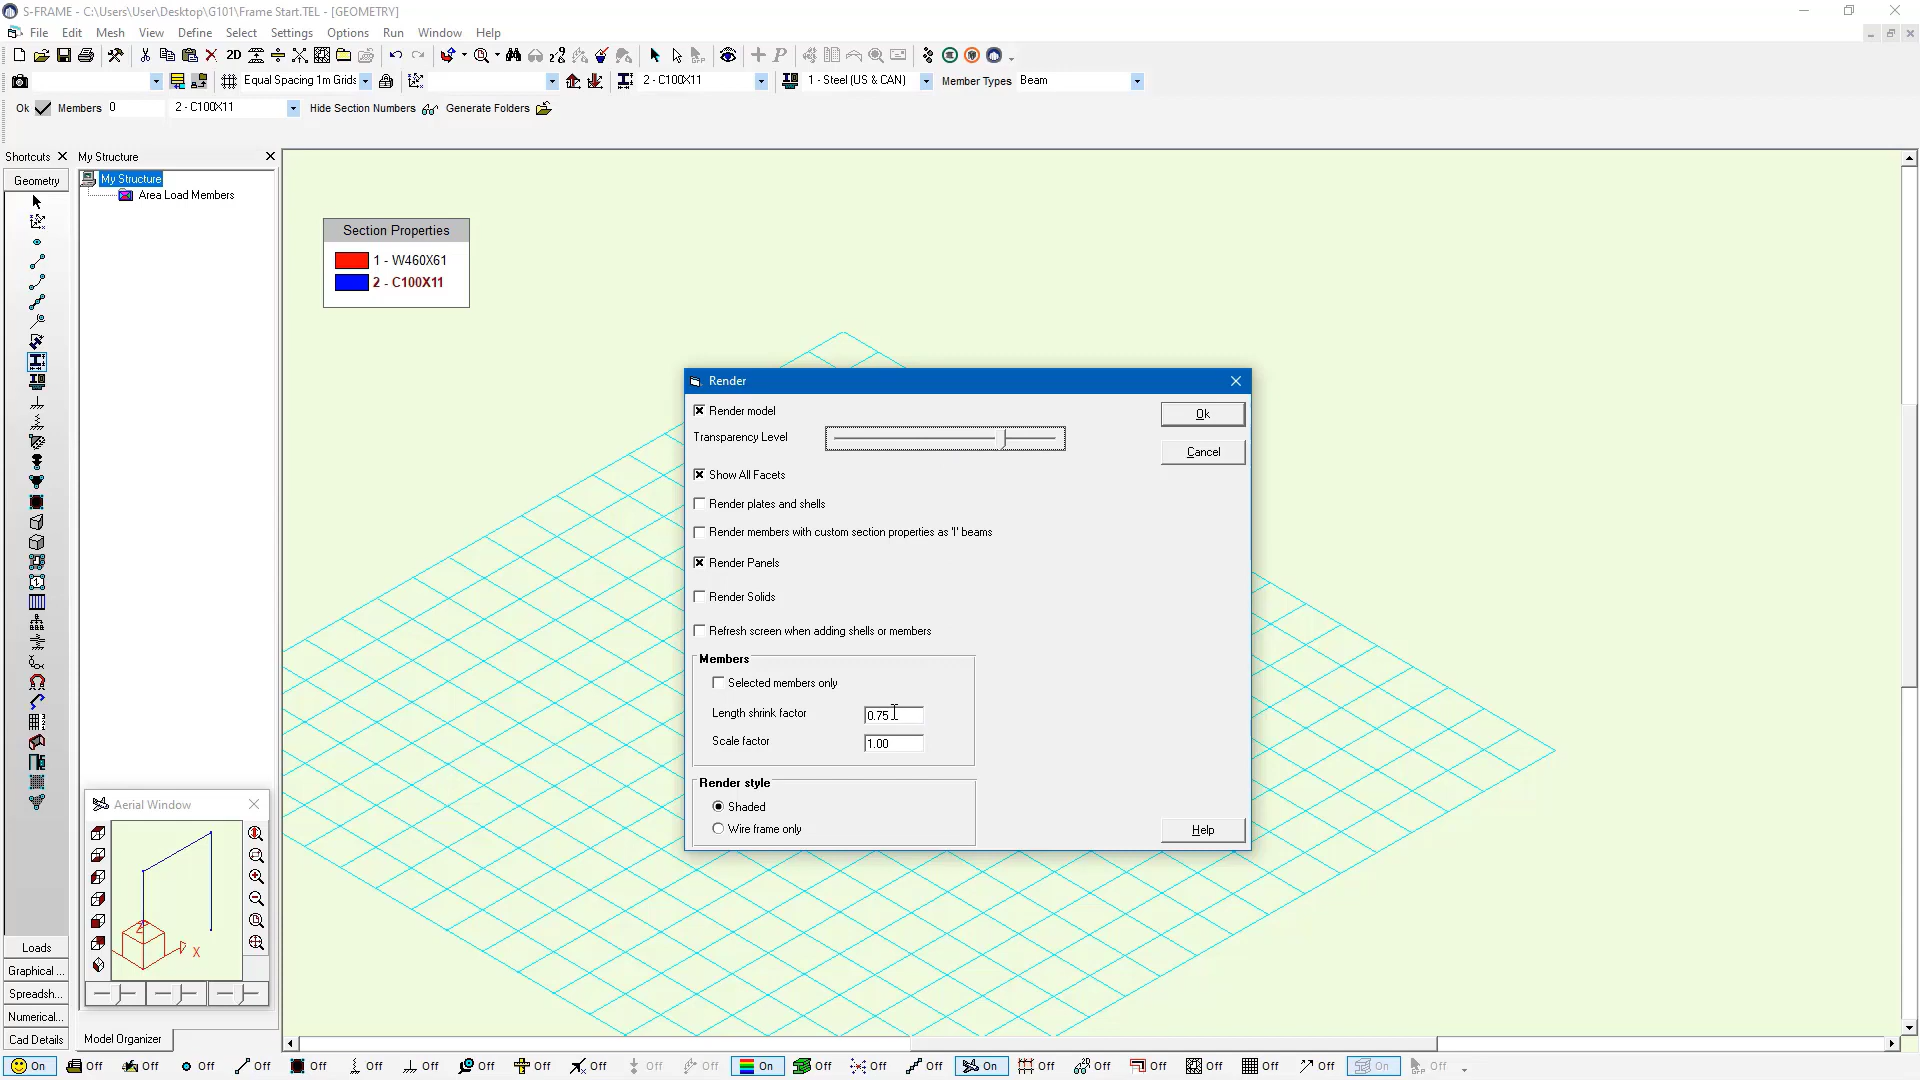 S-FRAME - C:\Users\User\Desktop\G101\Frame Start.TEL - [GEOMETRY]
File Edit Mesh View Define Select Settings Options Run Window Help
2D
Equal Spacing 1m Grids 2 - C100X11 1 - Steel (US & CAN) Member Types Beam
Ok Members 0 2 - C100X11 Hide Section Numbers Generate Folders
Shortcuts My Structure
Geometry
My Structure
Area Load Members
Section Properties
1 - W460X61
2 - C100X11
Render
Render model
Ok
Transparency Level
Cancel
Show All Facets
Render plates and shells
Render members with custom section properties as 'I' beams
Render Panels
Render Solids
Refresh screen when adding shells or members
Members
Selected members only
Length shrink factor 0.75
Scale factor 1.00
Render style
Shaded
Wire frame only
Help
Aerial Window
Z
X
Loads
Graphical ...
Spreadsh...
Numerical...
Cad Details
Model Organizer
On Off Off Off Off Off Off Off Off Off Off Off Off On Off Off Off On Off Off Off Off Off Off On Off